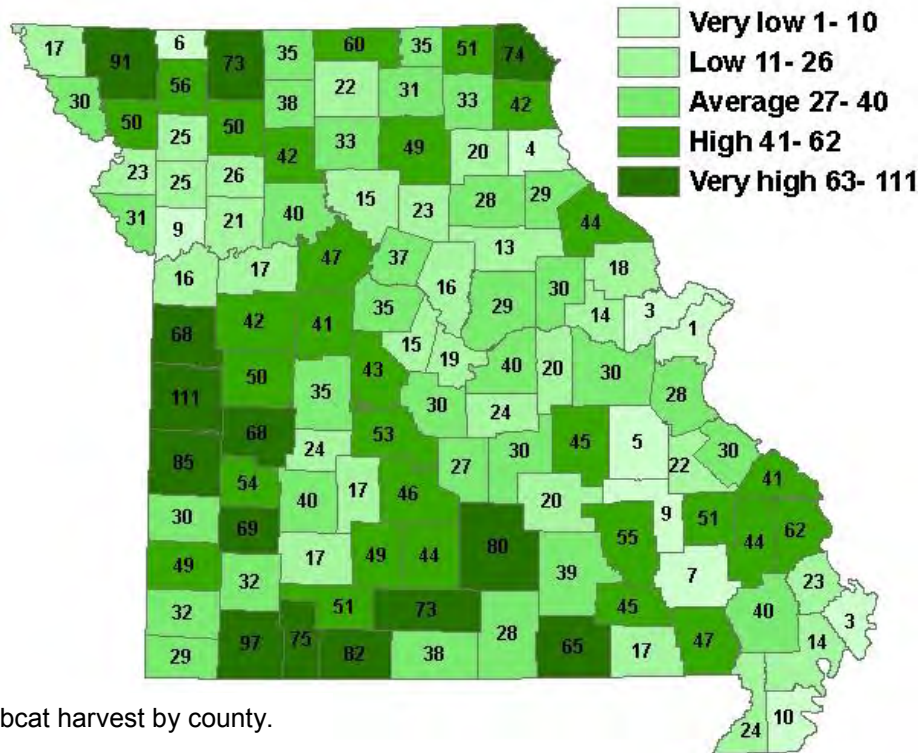 Very low 1- 10
Low 11- 26
Average 27- 40
High 41- 62
Very high 63- 111
17 91 6 73 35 60 35 51 74
30 56 38 22 31 33 42
50 25 50 42 33 49 20 4
23 25 26 15 23 28 29
31 9 21 40 44
16 17 47 37 16 13 18
68 42 41 35 29 30 14 3 1
15 19 40 20 30
111 50 35 43 30 24 28
85 68 24 53 27 30 45 5 22 30
54 40 17 46 20 9 51 41
30 69 49 44 80 55 44 62
49 32 17 39 7 23
32 51 73 45 40 3
29 97 75 82 38 28 65 17 47 14
24 10
bcat harvest by county.